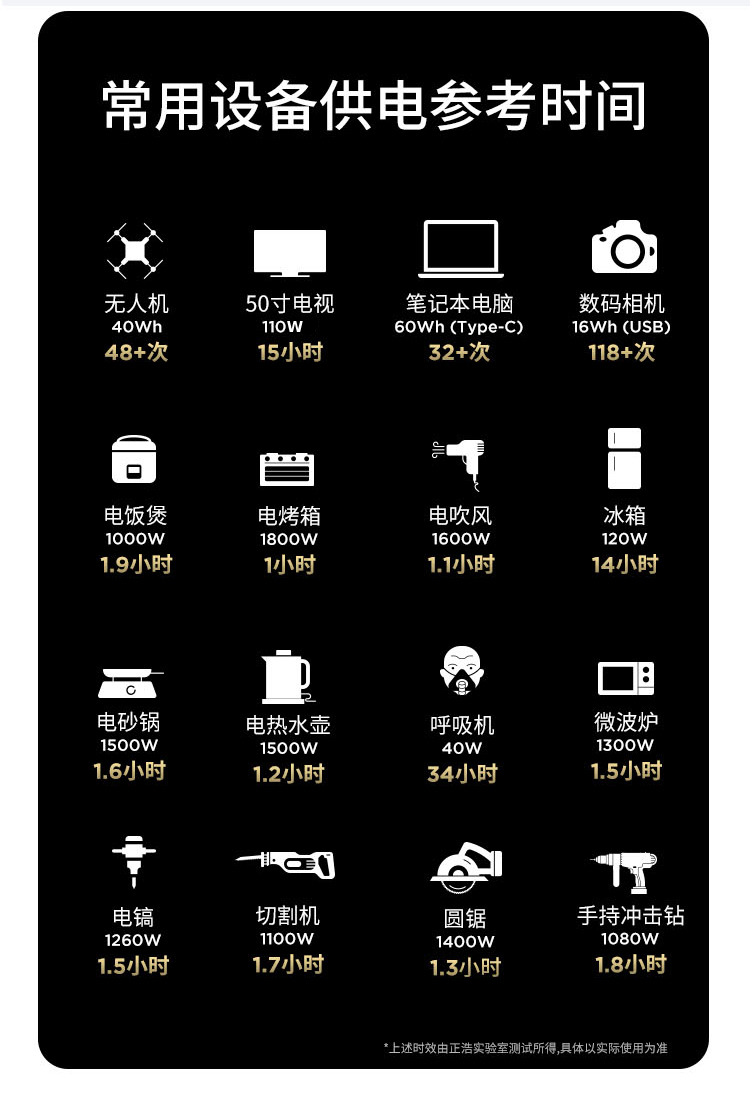 常用设备供电参考时间
无人机
40Wh
48+次
50寸电视
110W
15小时
笔记本电脑
60Wh (Type-C)
32+次
数码相机
16Wh (USB)
118+次
电饭煲
1000W
1.9小时
电烤箱
1800W
1小时
电吹风
1600W
1.1小时
冰箱
120W
14小时
电砂锅
1500W
1.6小时
电热水壶
1500W
1.2小时
呼吸机
40W
34小时
微波炉
1300W
1.5小时
电镐
1260W
1.5小时
切割机
1100W
1.7小时
圆锯
1400W
1.3小时
手持冲击钻
1080W
1.8小时
*上述时效由正浩实验室测试所得,具体以实际使用为准